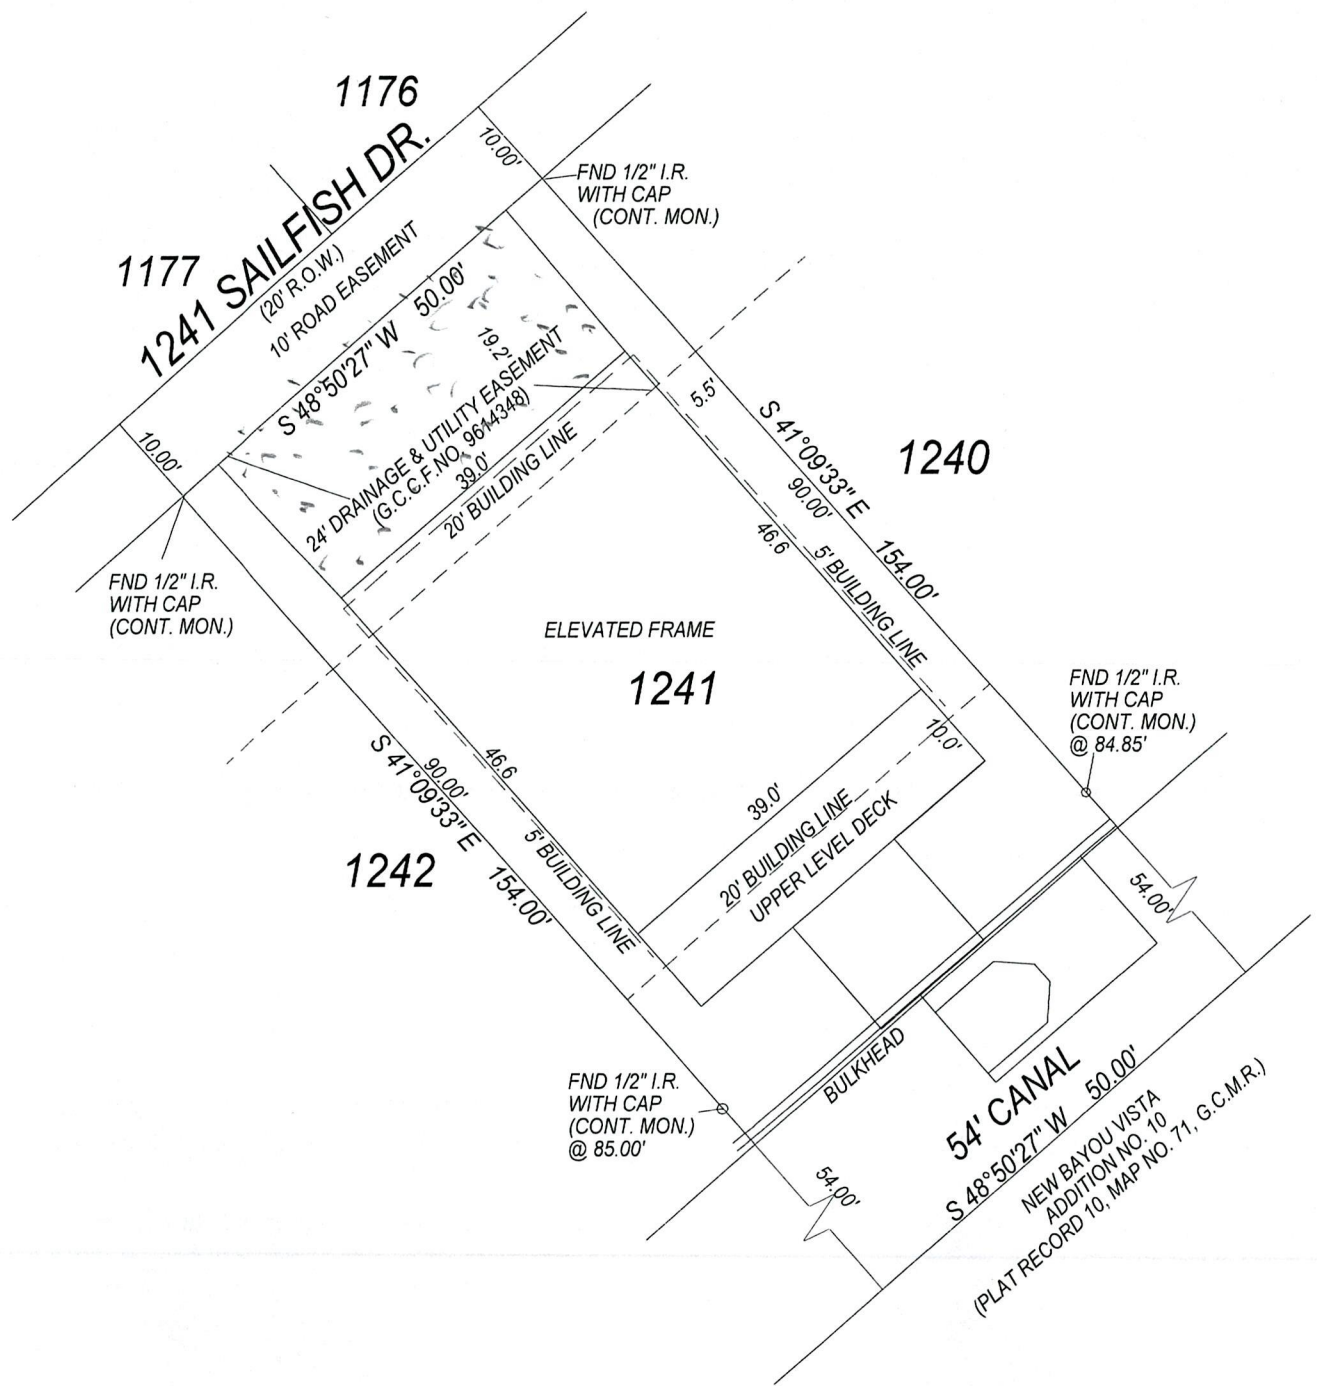 1176
10.00'
FND 1/2" I.R.
WITH CAP
(CONT. MON.)
1177
1241 SAILFISH DR.
(20' R.O.W.)
10' ROAD EASEMENT
S 48°50'27" W 50.00'
19.2'
24' DRAINAGE & UTILITY EASEMENT
(G.C.C.F.NO. 9614348)
39.0'
20' BUILDING LINE
5.5'
S 41°09'33" E 154.00'
90.00'
1240
46.6
5' BUILDING LINE
10.00'
FND 1/2" I.R.
WITH CAP
(CONT. MON.)
ELEVATED FRAME
1241
FND 1/2" I.R.
WITH CAP
(CONT. MON.)
@ 84.85'
10.0'
46.6
90.00'
S 41°09'33" E 154.00'
5' BUILDING LINE
1242
39.0'
20' BUILDING LINE
UPPER LEVEL DECK
54.00'
BULKHEAD
FND 1/2" I.R.
WITH CAP
(CONT. MON.)
@ 85.00'
54.00'
54' CANAL
S 48°50'27" W 50.00'
NEW BAYOU VISTA
ADDITION NO. 10
(PLAT RECORD 10, MAP NO. 71, G.C.M.R.)